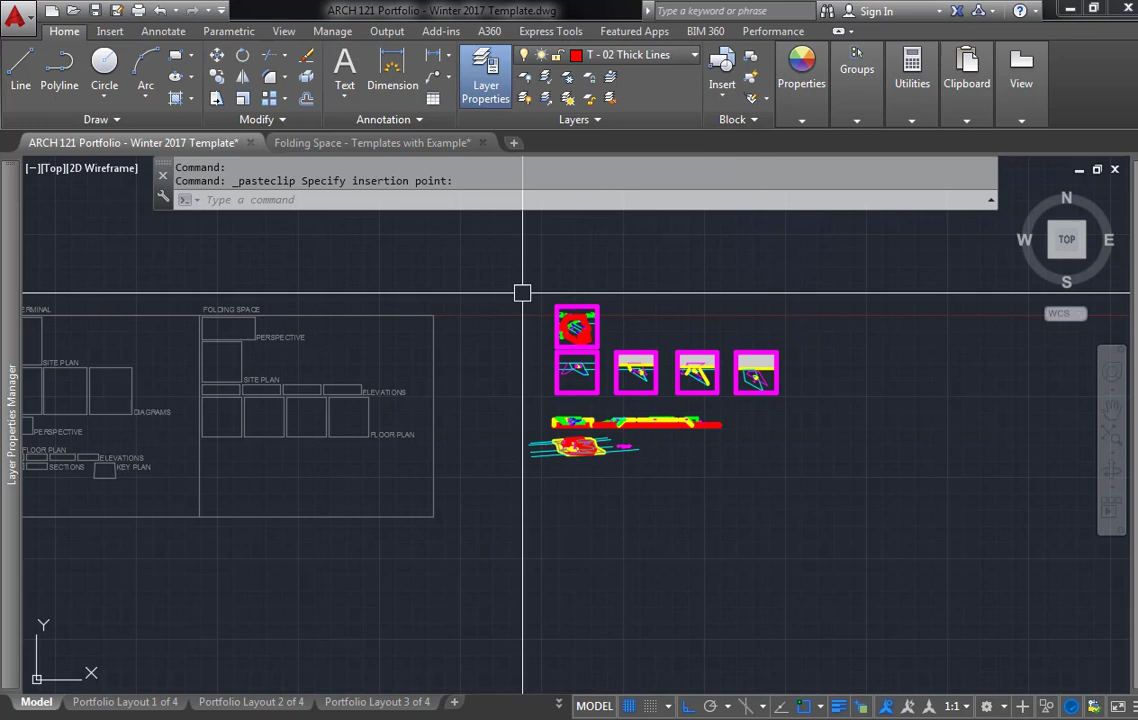 ARCH 121 Portfolio - Winter 2017 Template.dwg
Type a keyword or phrase
Sign In
Home Insert Annotate Parametric View Manage Output Add-ins A360 Express Tools Featured Apps BIM 360 Performance
T - 02 Thick Lines
Line Polyline Circle Arc Text Dimension Layer Properties Insert Properties Groups Utilities Clipboard View
Draw Modify Annotation Layers Block
ARCH 121 Portfolio - Winter 2017 Template* Folding Space - Templates with Example*
[−][Top][2D Wireframe]
Command:
Command: _pasteclip Specify insertion point:
Type a command
N
W TOP E
S
WCS
ERMINAL FOLDING SPACE
PERSPECTIVE
SITE PLAN
SITE PLAN
ELEVATIONS
DIAGRAMS
PERSPECTIVE
FLOOR PLAN
FLOOR PLAN
ELEVATIONS
SECTIONS KEY PLAN
Layer Properties Manager
Y
X
Model Portfolio Layout 1 of 4 Portfolio Layout 2 of 4 Portfolio Layout 3 of 4 + MODEL 1:1